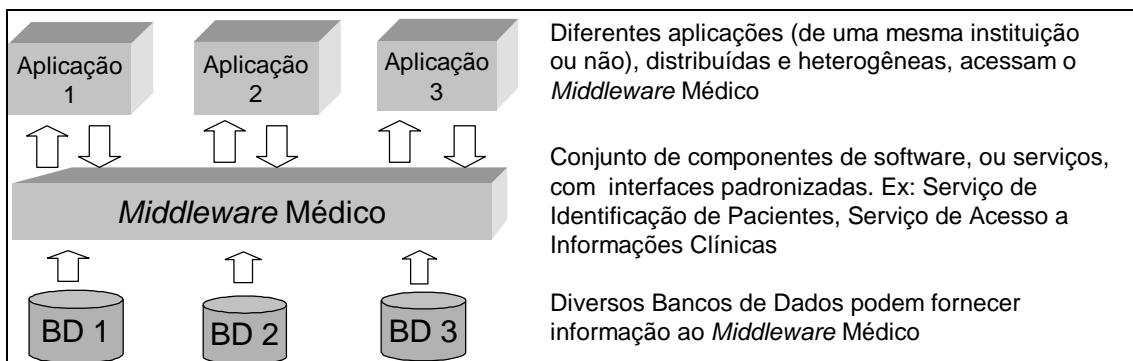 Aplicação
1
Aplicação
2
Aplicação
3
Diferentes aplicações (de uma mesma instituição
ou não), distribuídas e heterogêneas, acessam o
Middleware Médico
Middleware Médico
Conjunto de componentes de software, ou serviços,
com interfaces padronizadas. Ex: Serviço de
Identificação de Pacientes, Serviço de Acesso a
Informações Clínicas
BD 1
BD 2
BD 3
Diversos Bancos de Dados podem fornecer
informação ao Middleware Médico